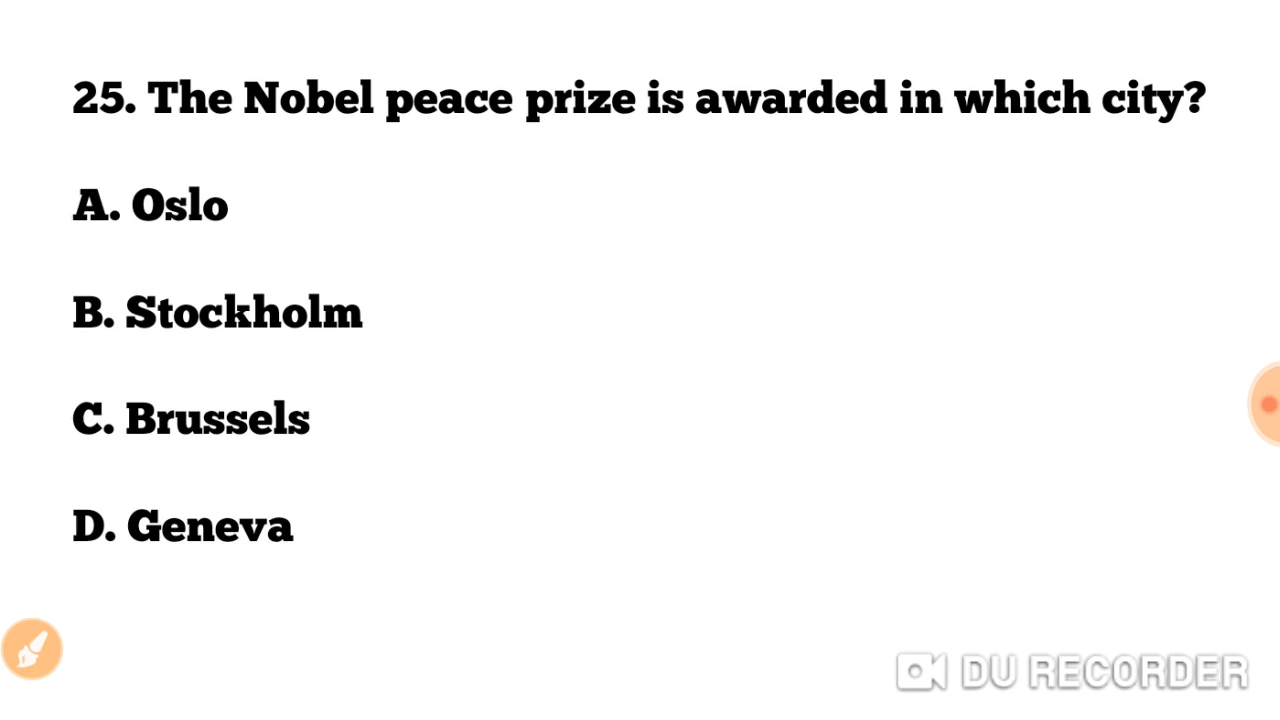 25. The Nobel peace prize is awarded in which city?
A. Oslo
B. Stockholm
C. Brussels
D. Geneva
DU RECORDER